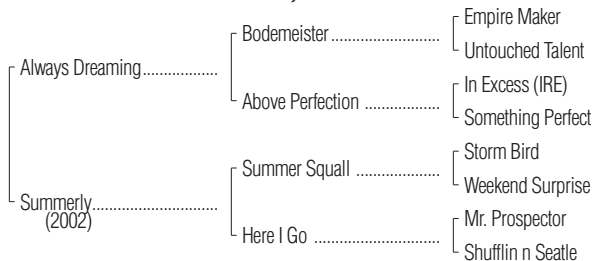 Empire Maker
Bodemeister
Untouched Talent
Always Dreaming
In Excess (IRE)
Above Perfection
Something Perfect
Storm Bird
Summer Squall
Weekend Surprise
Summerly
(2002)
Mr. Prospector
Here I Go
Shufflin n Seatle